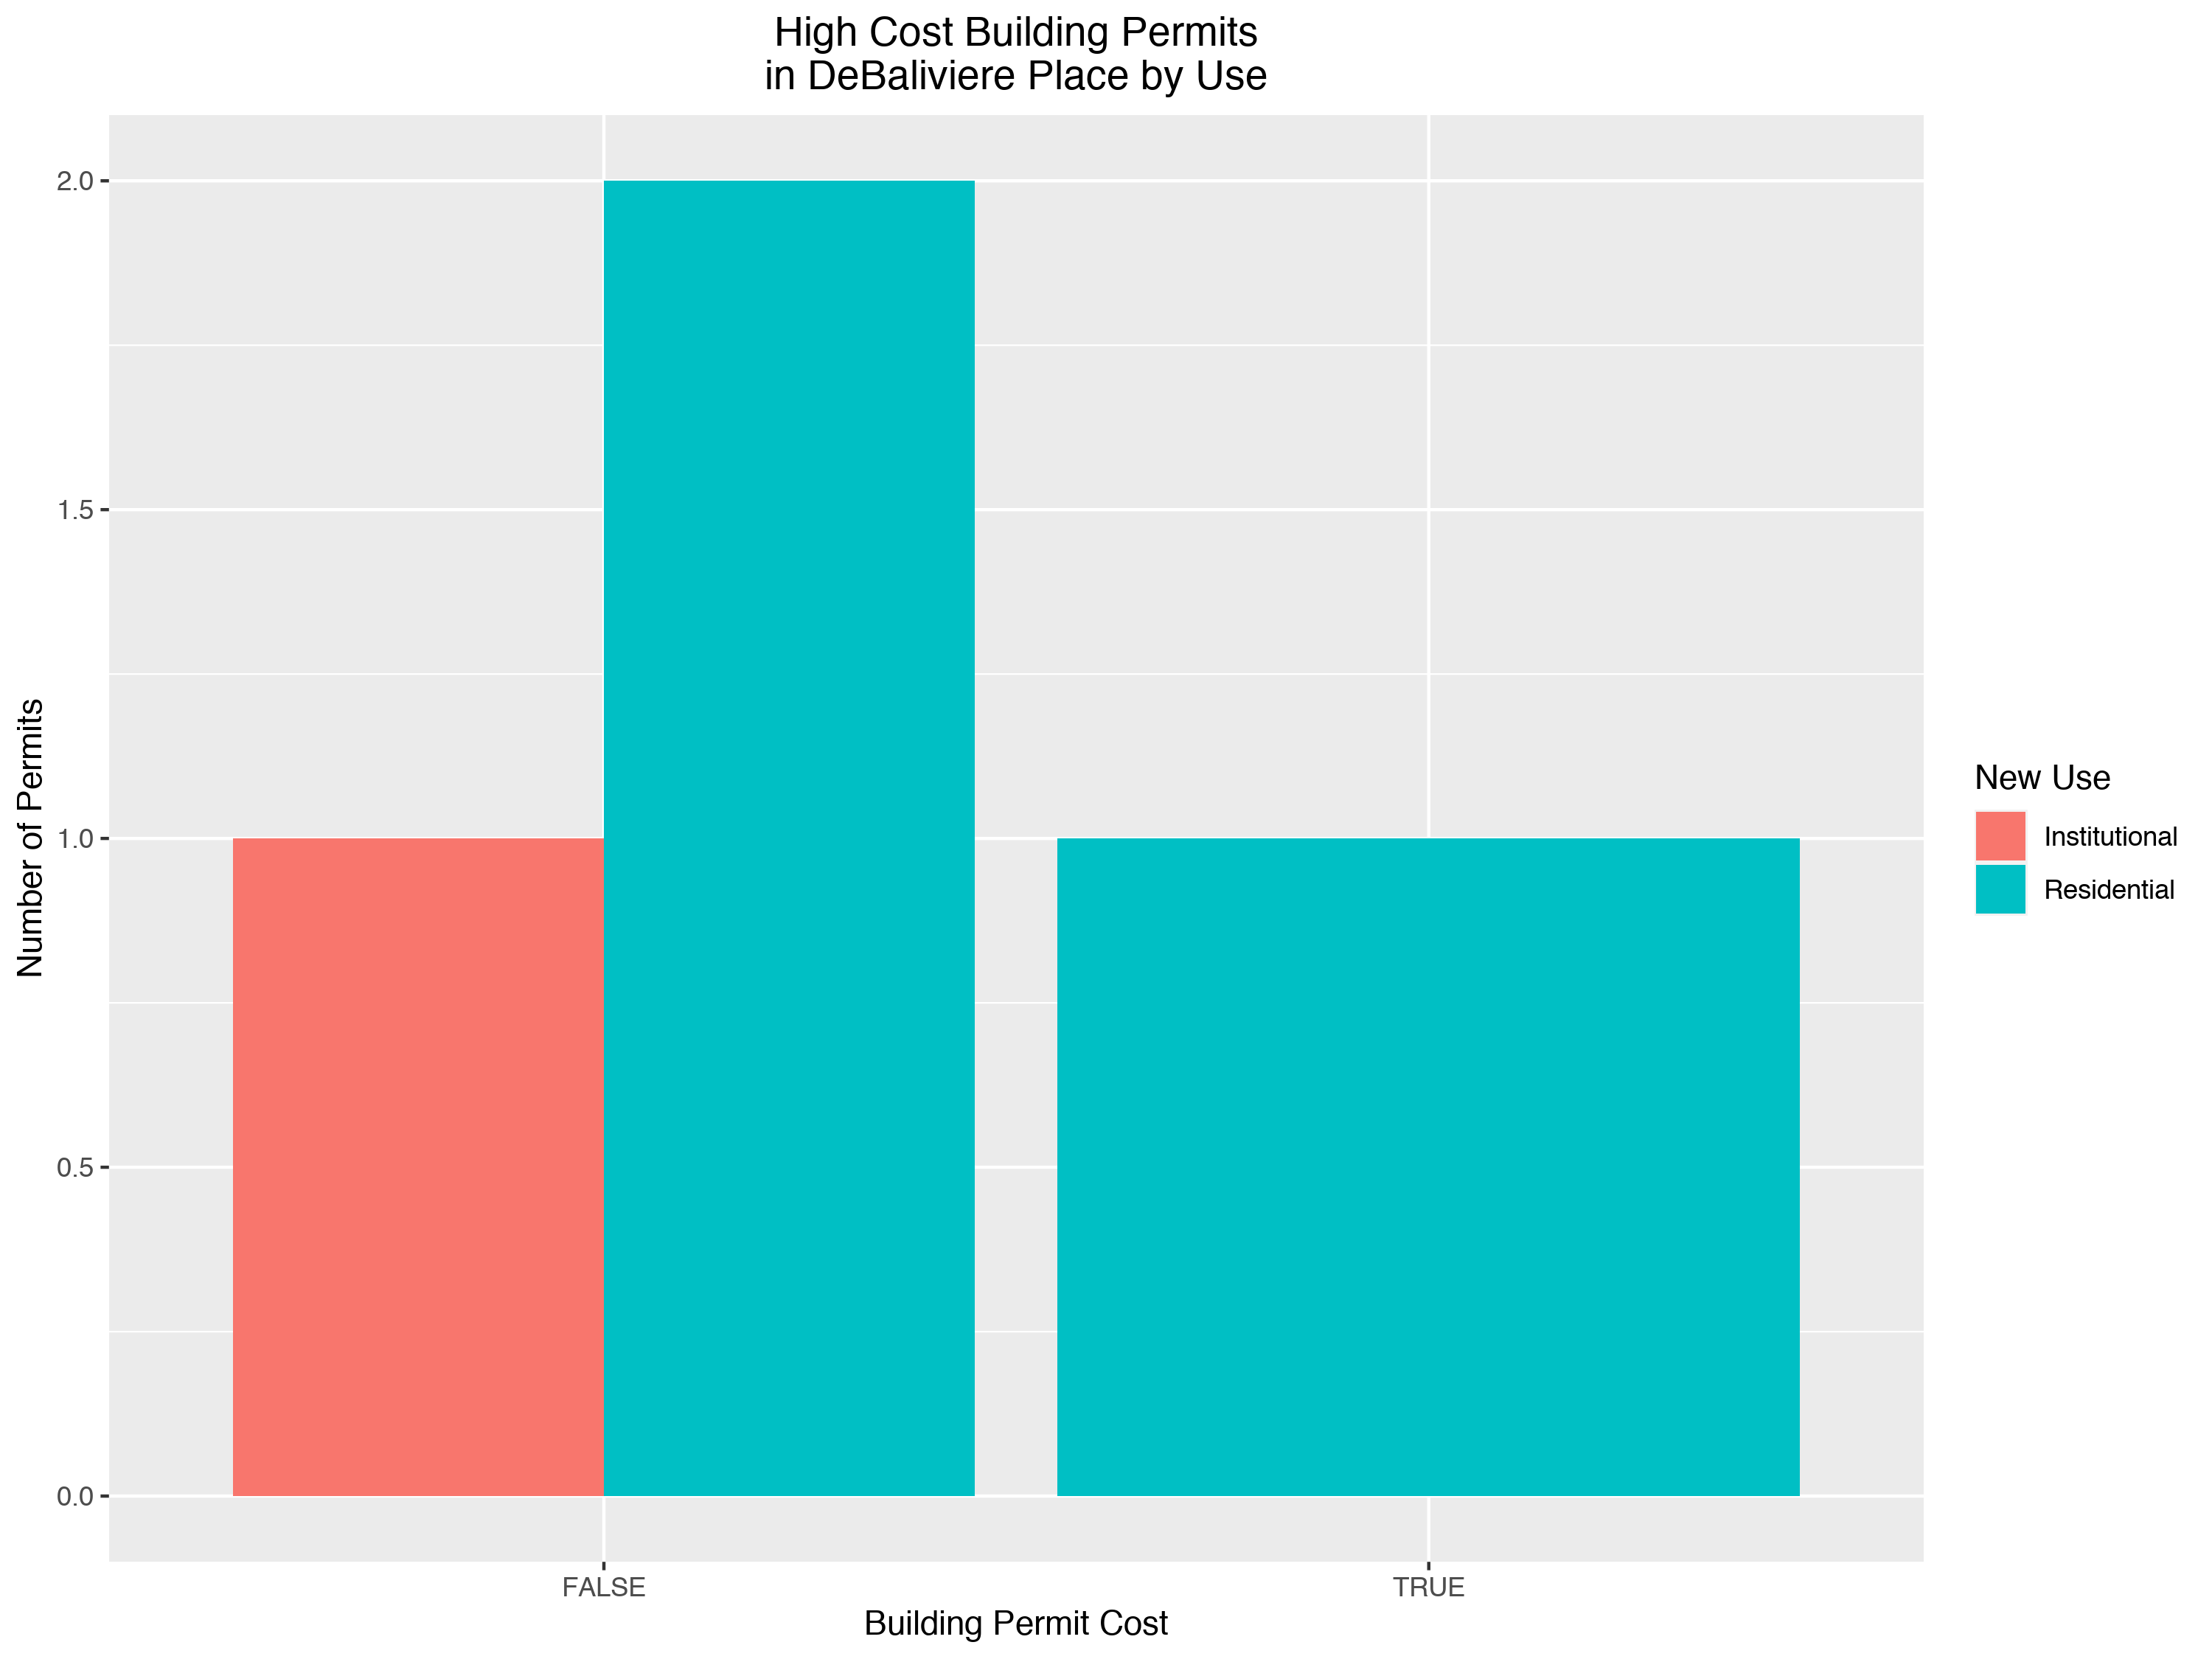 High Cost Building Permits
in DeBaliviere Place by Use
Number of Permits
2.0
1.5
1.0
0.5
0.0
FALSE
TRUE
Building Permit Cost
New Use
Institutional
Residential